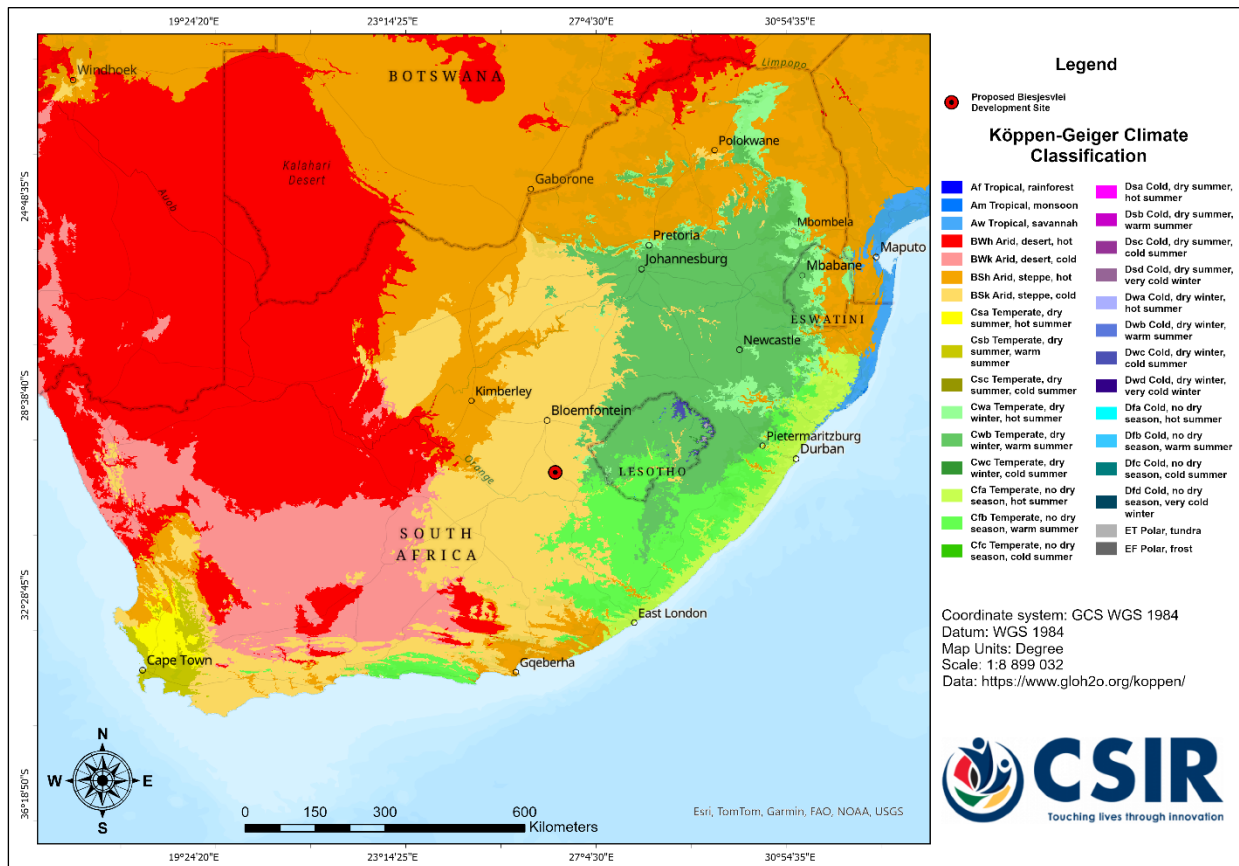 19°24'20"E
23°14'25"E
27°4'30"E
30°54'35"E
24°48'35"S
28°38'40"S
32°28'45"S
36°18'50"S
Windhoek
BOTSWANA
Limpopo
Kalahari
Desert
Auob
Polokwane
Gaborone
Mbombela
Pretoria
Johannesburg
Maputo
Mbabane
ESWATINI
Newcastle
Kimberley
Bloemfontein
Pietermaritzburg
Durban
LESOTHO
Orange
SOUTH
AFRICA
East London
Cape Town
Gqeberha
N
W
E
S
0
150
300
600
Kilometers
Esri, TomTom, Garmin, FAO, NOAA, USGS
19°24'20"E
23°14'25"E
27°4'30"E
30°54'35"E
Legend
Proposed Biesjesvlei
Development Site
Köppen-Geiger Climate
Classification
Af Tropical, rainforest
Am Tropical, monsoon
Aw Tropical, savannah
BWh Arid, desert, hot
BWk Arid, desert, cold
BSh Arid, steppe, hot
BSk Arid, steppe, cold
Csa Temperate, dry
summer, hot summer
Csb Temperate, dry
summer, warm
summer
Csc Temperate, dry
summer, cold summer
Cwa Temperate, dry
winter, hot summer
Cwb Temperate, dry
winter, warm summer
Cwc Temperate, dry
winter, cold summer
Cfa Temperate, no dry
season, hot summer
Cfb Temperate, no dry
season, warm summer
Cfc Temperate, no dry
season, cold summer
Dsa Cold, dry summer,
hot summer
Dsb Cold, dry summer,
warm summer
Dsc Cold, dry summer,
cold summer
Dsd Cold, dry summer,
very cold winter
Dwa Cold, dry winter,
hot summer
Dwb Cold, dry winter,
warm summer
Dwc Cold, dry winter,
cold summer
Dwd Cold, dry winter,
very cold winter
Dfa Cold, no dry
season, hot summer
Dfb Cold, no dry
season, warm summer
Dfc Cold, no dry
season, cold summer
Dfd Cold, no dry
season, very cold
winter
ET Polar, tundra
EF Polar, frost
Coordinate system: GCS WGS 1984
Datum: WGS 1984
Map Units: Degree
Scale: 1:8 899 032
Data: https://www.gloh2o.org/koppen/
CSIR
Touching lives through innovation